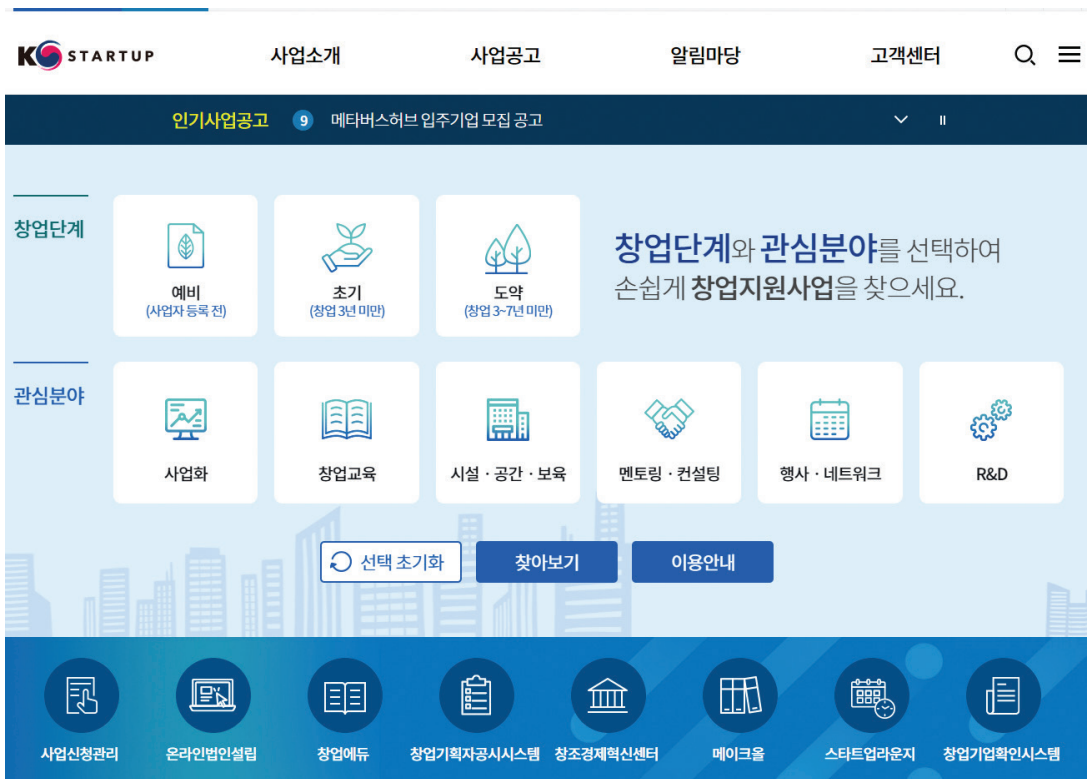 K STARTUP
사업소개
사업공고
알림마당
고객센터
인기사업공고 9 메타버스허브 입주기업 모집 공고
창업단계
예비
(사업자 등록 전)
초기
(창업 3년 미만)
도약
(창업 3~7년 미만)
창업단계와 관심분야를 선택하여
손쉽게 창업지원사업을 찾으세요.
관심분야
사업화
창업교육
시설 · 공간 · 보육
멘토링 · 컨설팅
행사 · 네트워크
R&D
선택 초기화
찾아보기
이용안내
사업신청관리
온라인법인설립
창업에듀
창업기획자공시시스템
창조경제혁신센터
메이크올
스타트업라운지
창업기업확인시스템